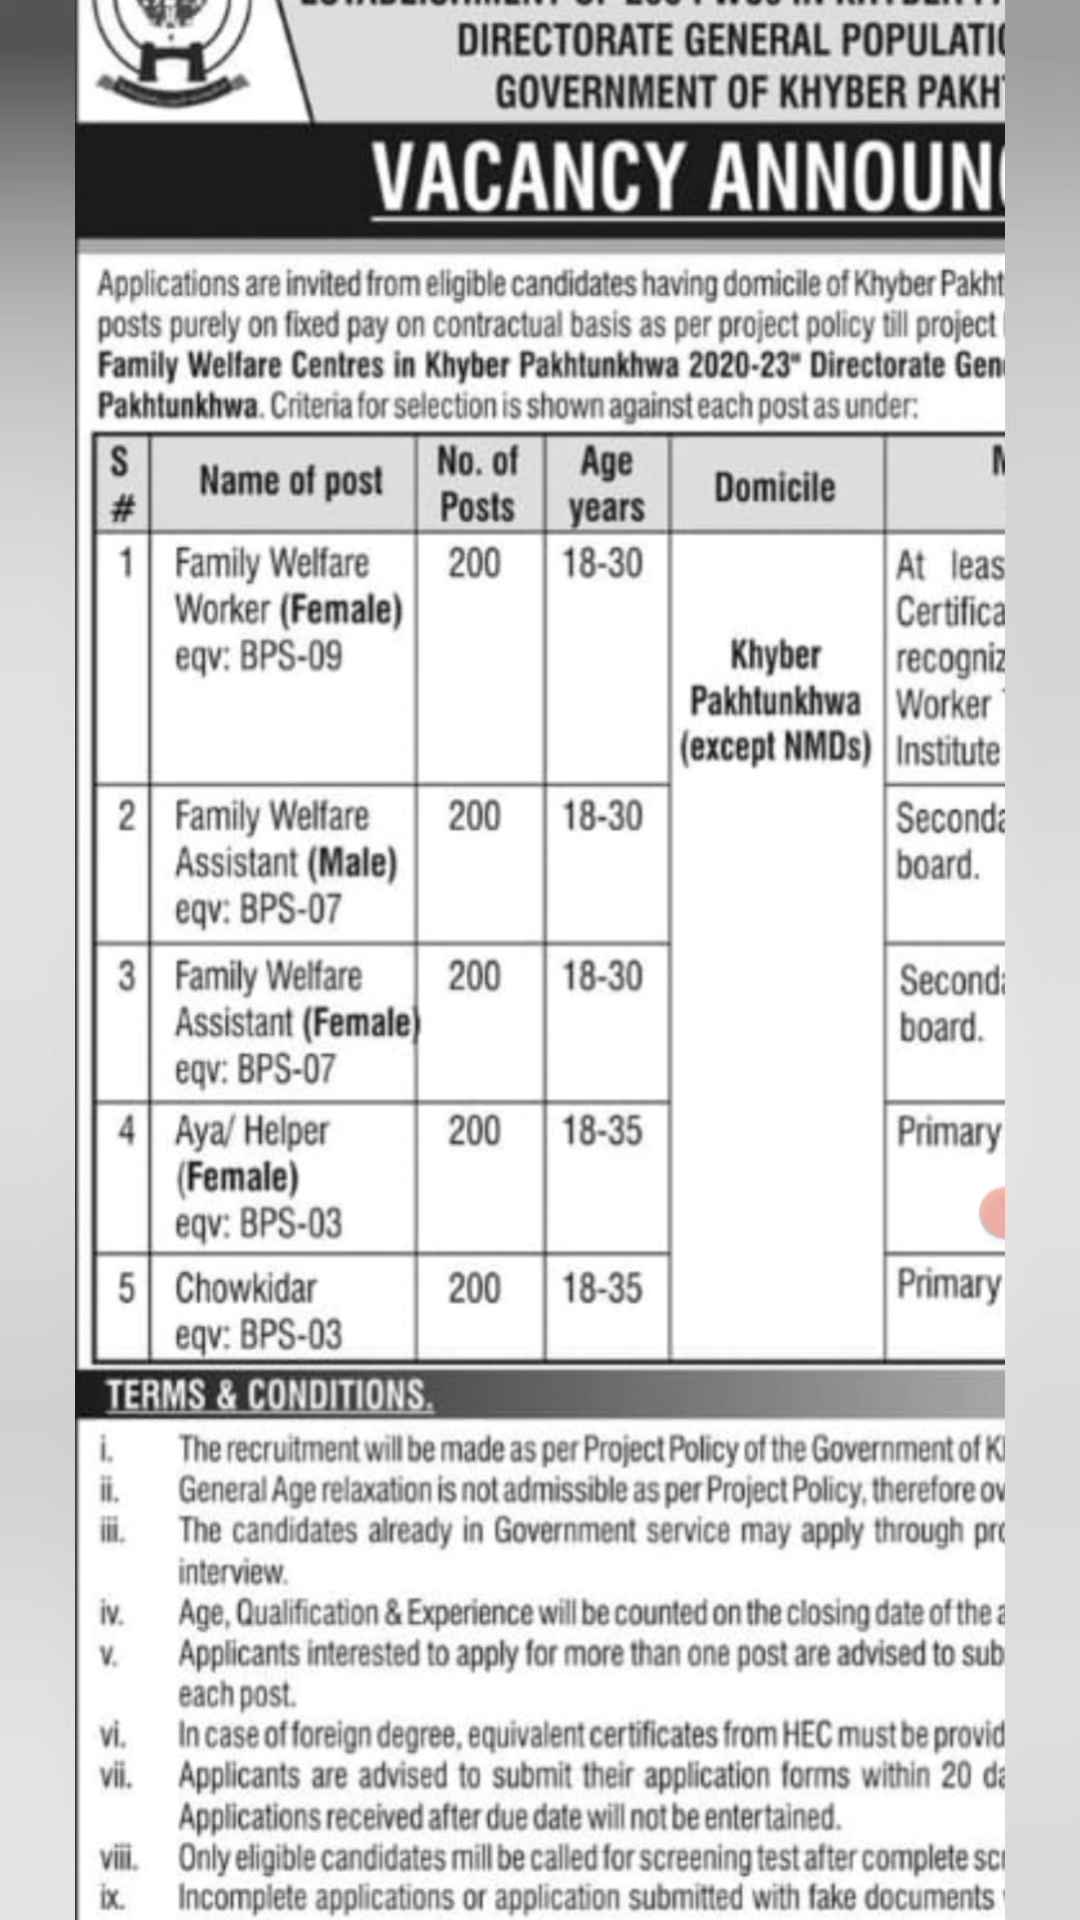 DIRECTORATE GENERAL
GOVERNMENT OF KHYBER
VACANCY
Applications are invited from eligible candidates having domicile of Khyber
posts purely on fixed pay on contractual basis as per project policy till project
Family Welfare Centres in Khyber Pakhtunkhwa 2020-23" Directorate
Pakhtunkhwa. Criteria for selection is shown against each post as under:
S # Name of post No. of Posts Age years Domicile
1 Family Welfare 200 18-30 At
Worker (Female)
eqv: BPS-09
Khyber
Pakhtunkhwa Worker
(except NMDs) Institute
2 Family Welfare 200 18-30
Assistant (Male) board.
eqv: BPS-07
3 Family Welfare 200 18-30
Assistant (Female) board.
eqv: BPS-07
4 Aya/ Helper 200 18-35 Primary
(Female)
eqv: BPS-03
5 Chowkidar 200 18-35 Primary
eqv: BPS-03
TERMS & CONDITIONS.
i. The recruitment will be made as per Project Policy of the Government of
ii. General Age relaxation is not admissible as per Project Policy, therefore
iii. The candidates already in Government service may apply through
interview.
iv. Age, Qualification & Experience will be counted on the closing date of the
v. Applicants interested to apply for more than one post are advised to
each post.
vi. In case of foreign degree, equivalent certificates from HEC must be
vii. Applicants are advised to submit their application forms within 20
Applications received after due date will not be entertained.
viii. Only eligible candidates mill be called for screening test after complete
ix. Incomplete applications or application submitted with fake documents